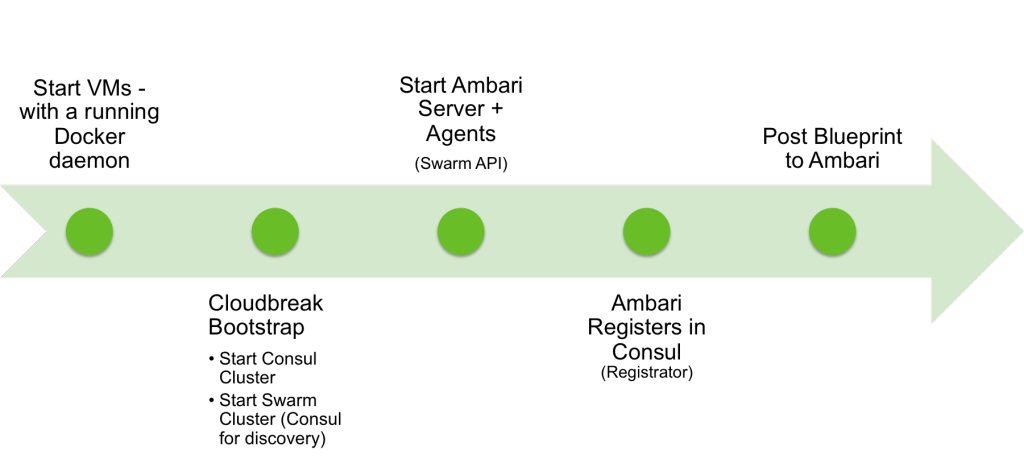 Start VMs -
with a running
Docker
daemon
Cloudbreak
Bootstrap
• Start Consul
Cluster
• Start Swarm
Cluster (Consul
for discovery)
Start Ambari
Server +
Agents
(Swarm API)
Ambari
Registers in
Consul
(Registrator)
Post Blueprint
to Ambari